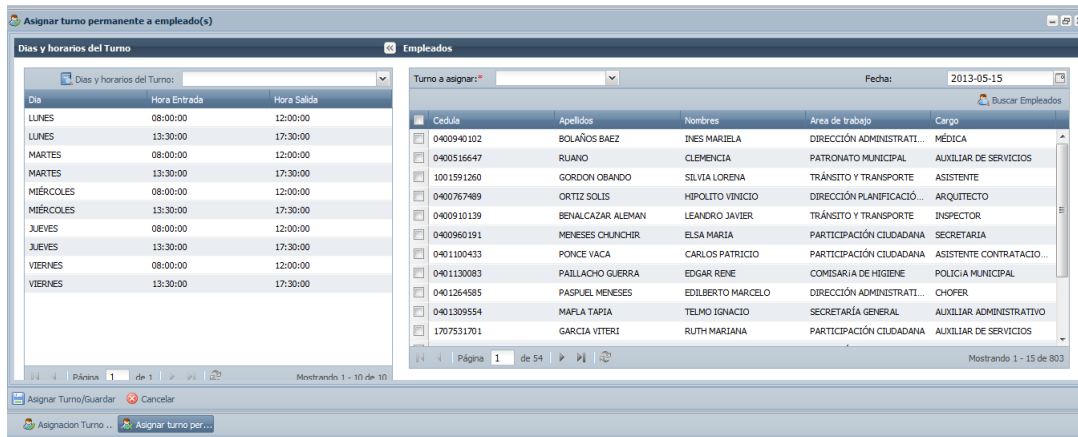 Asignar turno permanente a empleado(s)
Dias y horarios del Turno
Dias y horarios del Turno:
Dia Hora Entrada Hora Salida
LUNES 08:00:00 12:00:00
LUNES 13:30:00 17:30:00
MARTES 08:00:00 12:00:00
MARTES 13:30:00 17:30:00
MIÉRCOLES 08:00:00 12:00:00
MIÉRCOLES 13:30:00 17:30:00
JUEVES 08:00:00 12:00:00
JUEVES 13:30:00 17:30:00
VIERNES 08:00:00 12:00:00
VIERNES 13:30:00 17:30:00
Página 1 de 1 Mostrando 1 - 10 de 10
Empleados
Turno a asignar:* Fecha: 2013-05-15
Buscar Empleados
Cedula Apellidos Nombres Area de trabajo Cargo
0400940102 BOLAÑOS BAEZ INES MARIELA DIRECCIÓN ADMINISTRATI... MÉDICA
0400516647 RUANO CLEMENCIA PATRONATO MUNICIPAL AUXILIAR DE SERVICIOS
1001591260 GORDON OBANDO SILVIA LORENA TRÁNSITO Y TRANSPORTE ASISTENTE
0400767489 ORTIZ SOLIS HIPOLITO VINICIO DIRECCIÓN PLANIFICACIÓ... ARQUITECTO
0400910139 BENALCAZAR ALEMAN LEANDRO JAVIER TRÁNSITO Y TRANSPORTE INSPECTOR
0400960191 MENESES CHUNCHIR ELSA MARIA PARTICIPACIÓN CIUDADANA SECRETARIA
0401100433 PONCE VACA CARLOS PATRICIO PARTICIPACIÓN CIUDADANA ASISTENTE CONTRATACIO...
0401130083 PAILLACHO GUERRA EDGAR RENE COMISARíA DE HIGIENE POLICíA MUNICIPAL
0401264585 PASPUEL MENESES EDILBERTO MARCELO DIRECCIÓN ADMINISTRATI... CHOFER
0401309554 MAFLA TAPIA TELMO IGNACIO SECRETARÍA GENERAL AUXILIAR ADMINISTRATIVO
1707531701 GARCIA VITERI RUTH MARIANA PARTICIPACIÓN CIUDADANA AUXILIAR DE SERVICIOS
Página 1 de 54 Mostrando 1 - 15 de 803
Asignar Turno/Guardar Cancelar
Asignacion Turno .. Asignar turno per...